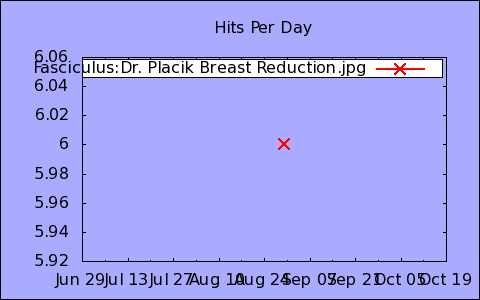 Hits Per Day
6.06
Fasciculus:Dr. Placik Breast Reduction.jpg
6.04
6.02
6
5.98
5.96
5.94
5.92
Jun 29 Jul 13 Jul 27 Aug 10 Aug 24 Sep 07 Sep 21 Oct 05 Oct 19